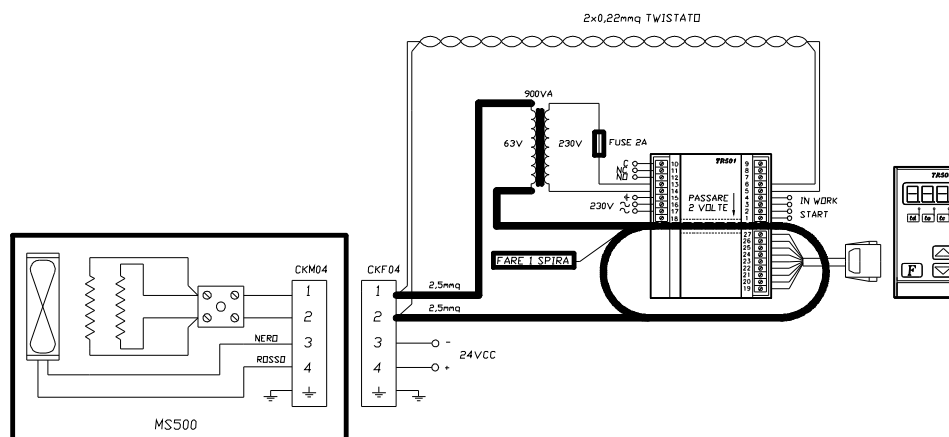 2x0,22mmq TWISTATO
900VA
63V
230V
FUSE 2A
C
NC
NO
230V
10
11
12
13
14
15
16
17
18
TRS01
PASSARE
2 VOLTE
9
8
7
6
5
4
3
2
1
27
26
25
24
23
22
21
20
19
IN WORK
START
FARE 1 SPIRA
F
CKM04
1
2
3
4
NERO
ROSSO
MS500
CKF04
1
2
3
4
2,5mmq
2,5mmq
-
+
24VCC